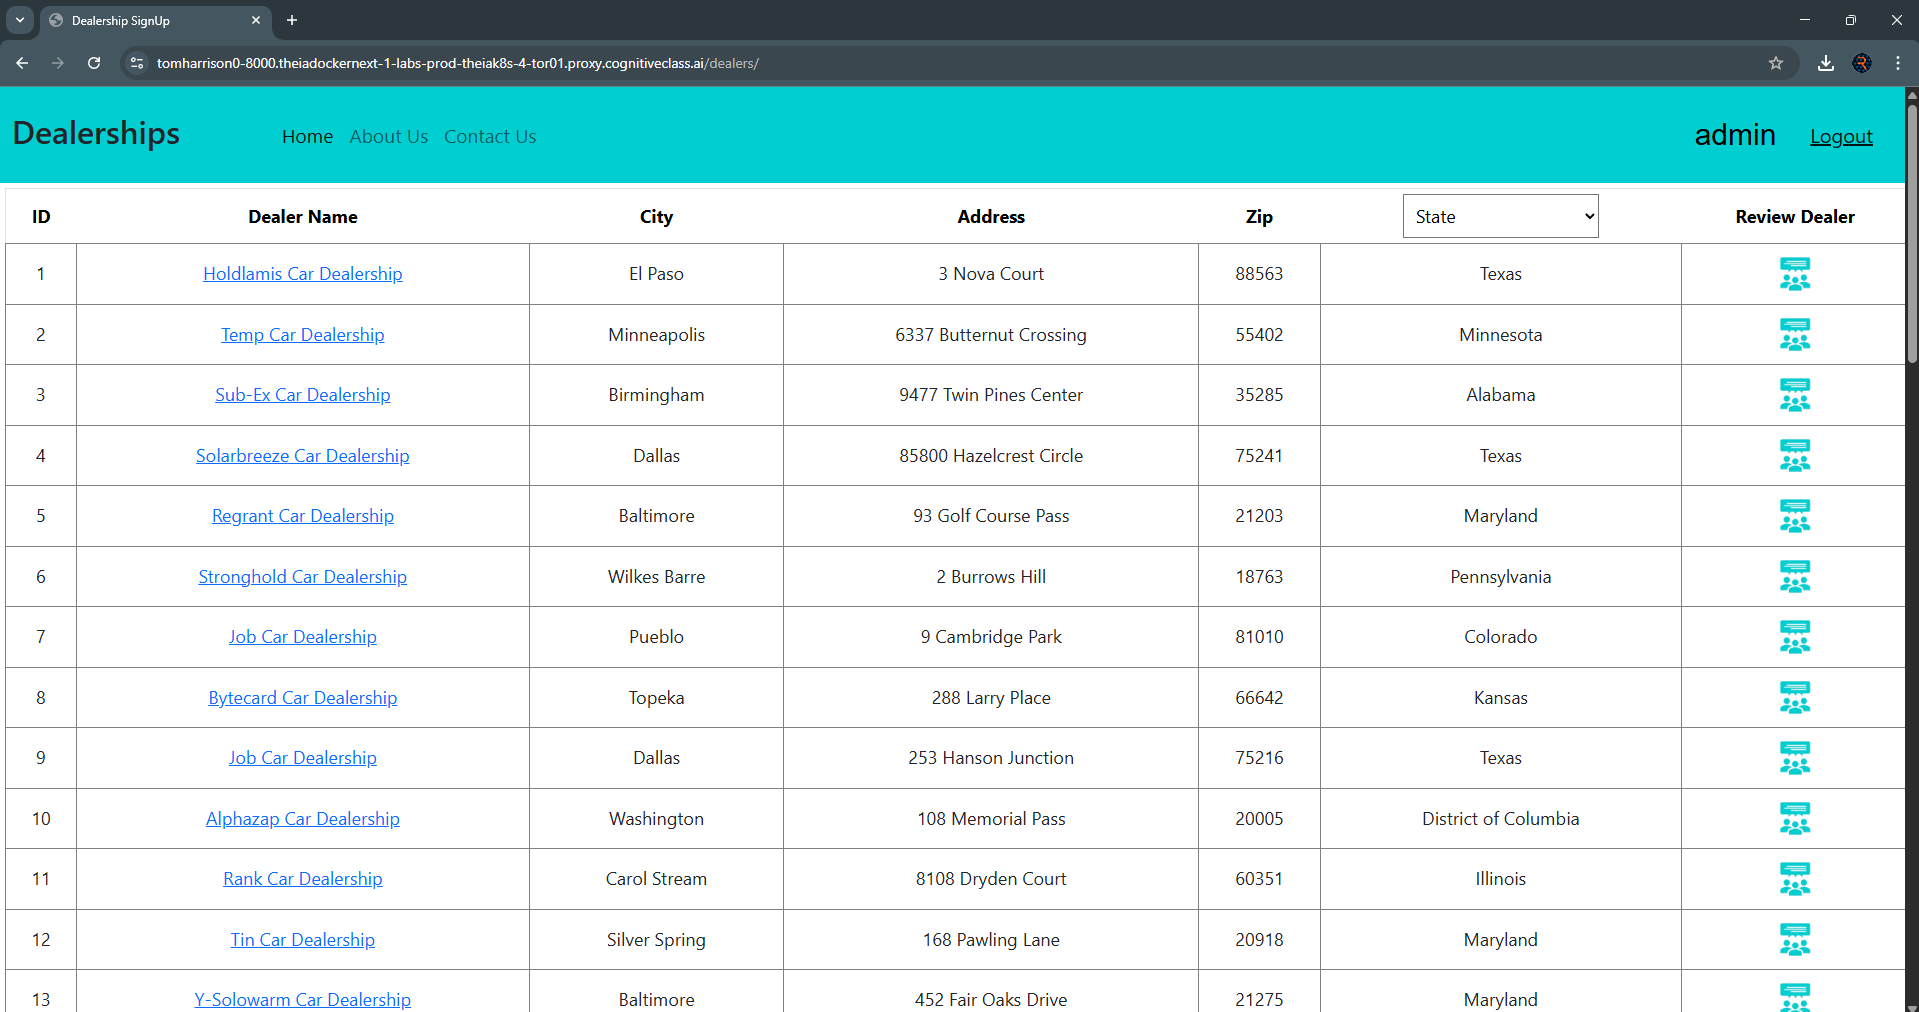 Dealership SignUp
tomharrison0-8000.theiadockernext-1-labs-prod-theiak8s-4-tor01.proxy.cognitiveclass.ai/dealers/
Dealerships Home About Us Contact Us admin Logout
ID Dealer Name City Address Zip State Review Dealer
1 Holdlamis Car Dealership El Paso 3 Nova Court 88563 Texas
2 Temp Car Dealership Minneapolis 6337 Butternut Crossing 55402 Minnesota
3 Sub-Ex Car Dealership Birmingham 9477 Twin Pines Center 35285 Alabama
4 Solarbreeze Car Dealership Dallas 85800 Hazelcrest Circle 75241 Texas
5 Regrant Car Dealership Baltimore 93 Golf Course Pass 21203 Maryland
6 Stronghold Car Dealership Wilkes Barre 2 Burrows Hill 18763 Pennsylvania
7 Job Car Dealership Pueblo 9 Cambridge Park 81010 Colorado
8 Bytecard Car Dealership Topeka 288 Larry Place 66642 Kansas
9 Job Car Dealership Dallas 253 Hanson Junction 75216 Texas
10 Alphazap Car Dealership Washington 108 Memorial Pass 20005 District of Columbia
11 Rank Car Dealership Carol Stream 8108 Dryden Court 60351 Illinois
12 Tin Car Dealership Silver Spring 168 Pawling Lane 20918 Maryland
13 Y-Solowarm Car Dealership Baltimore 452 Fair Oaks Drive 21275 Maryland